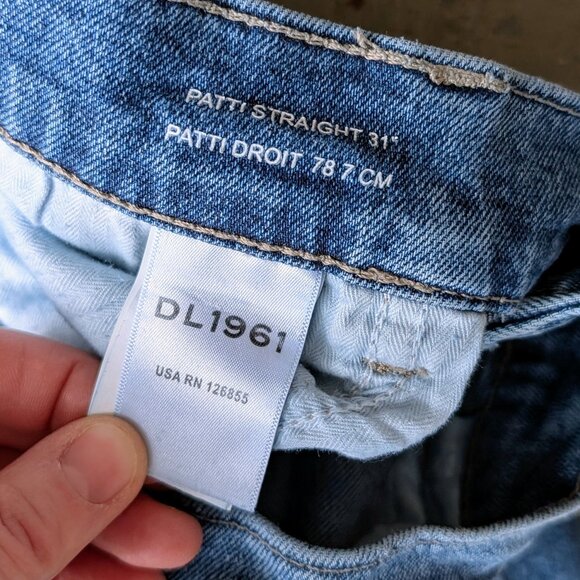 PATTI STRAIGHT 31"
PATTI DROIT 78 7 CM
DL1961
USA RN 126855